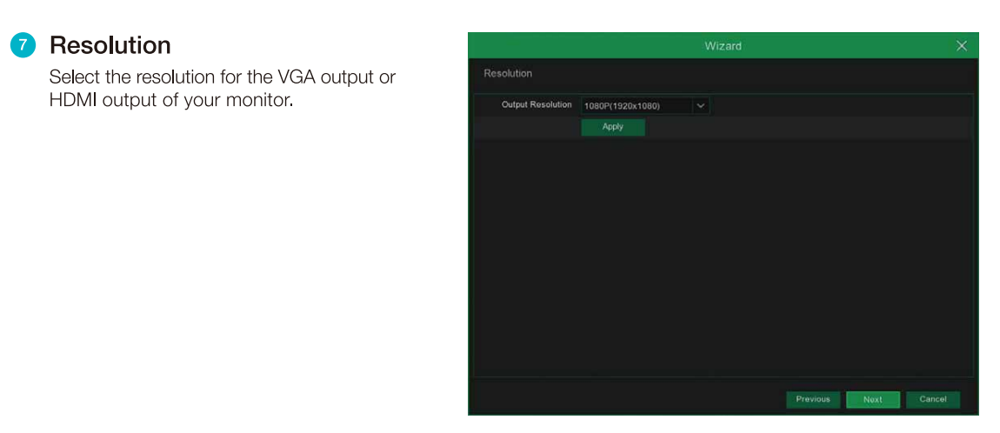 7 Resolution
Select the resolution for the VGA output or
HDMI output of your monitor.
Wizard
Resolution
Output Resolution 1080P(1920x1080)
Apply
Previous Next Cancel